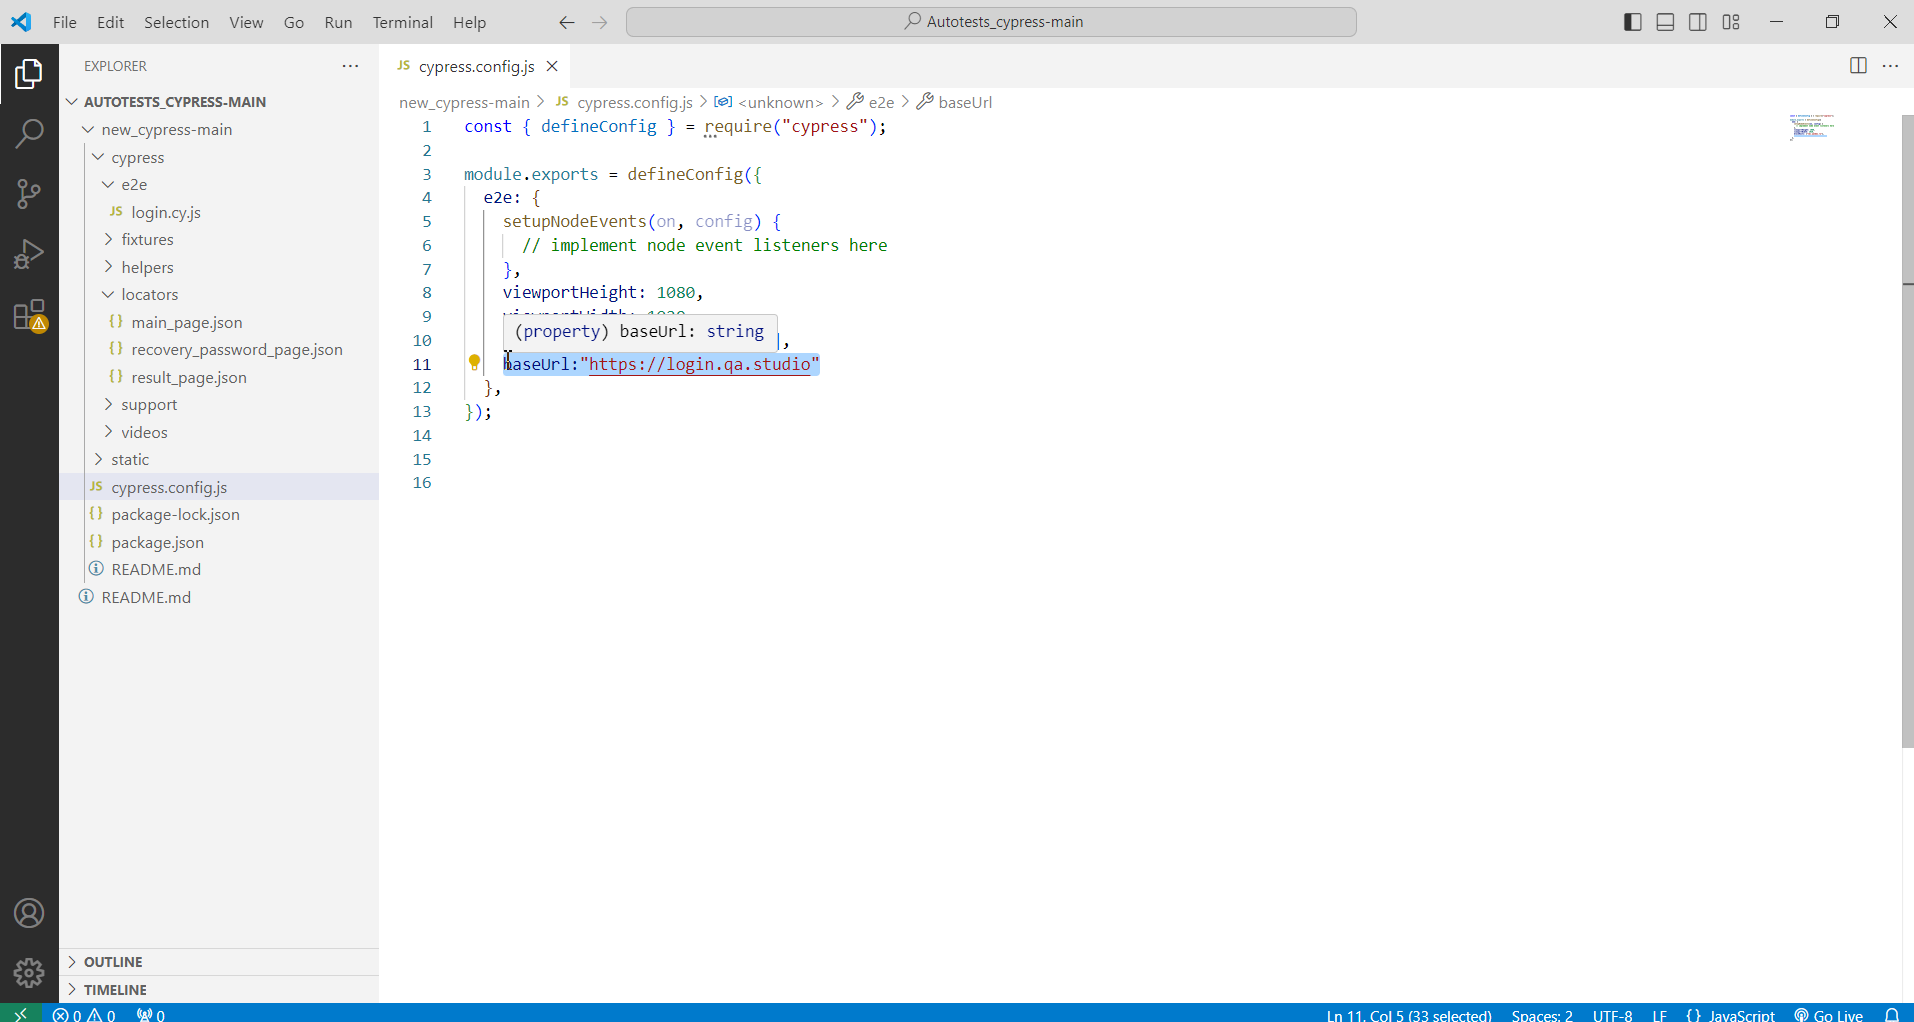 File Edit Selection View Go Run Terminal Help
Autotests_cypress-main
EXPLORER
AUTOTESTS_CYPRESS-MAIN
new_cypress-main
cypress
e2e
JS login.cy.js
fixtures
helpers
locators
{} main_page.json
{} recovery_password_page.json
{} result_page.json
support
videos
static
JS cypress.config.js
{} package-lock.json
{} package.json
README.md
README.md
OUTLINE
TIMELINE
JS cypress.config.js
new_cypress-main > JS cypress.config.js > <unknown> > e2e > baseUrl
1 const { defineConfig } = require("cypress");
2
3 module.exports = defineConfig({
4 e2e: {
5 setupNodeEvents(on, config) {
6 // implement node event listeners here
7 },
8 viewportHeight: 1080,
9
(property) baseUrl: string
10 ,
11 baseUrl:"https://login.qa.studio"
12 },
13 });
14
15
16
0 0 0
Ln 11, Col 5 (33 selected) Spaces: 2 UTF-8 LF {} JavaScript Go Live